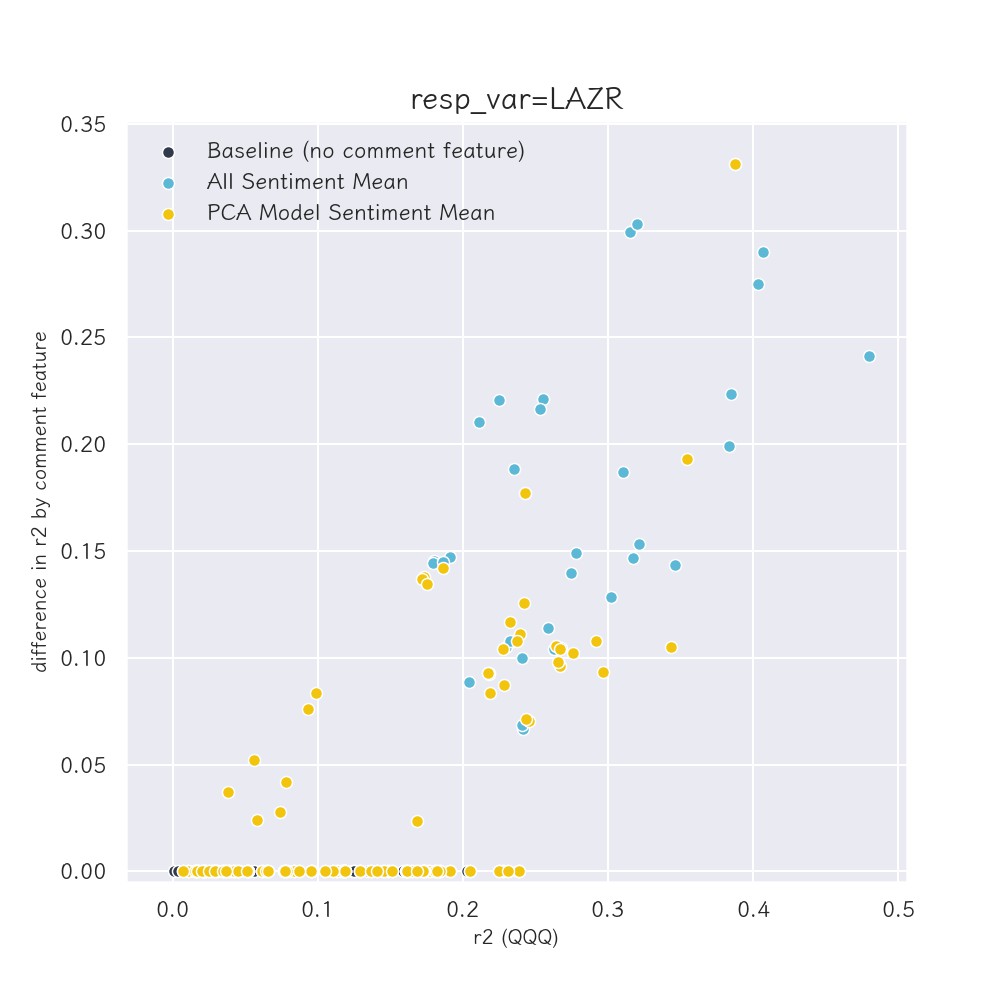 resp_var=LAZR
Baseline (no comment feature)
All Sentiment Mean
PCA Model Sentiment Mean
difference in r2 by comment feature
0.35
0.30
0.25
0.20
0.15
0.10
0.05
0.00
0.0 0.1 0.2 0.3 0.4 0.5
r2 (QQQ)